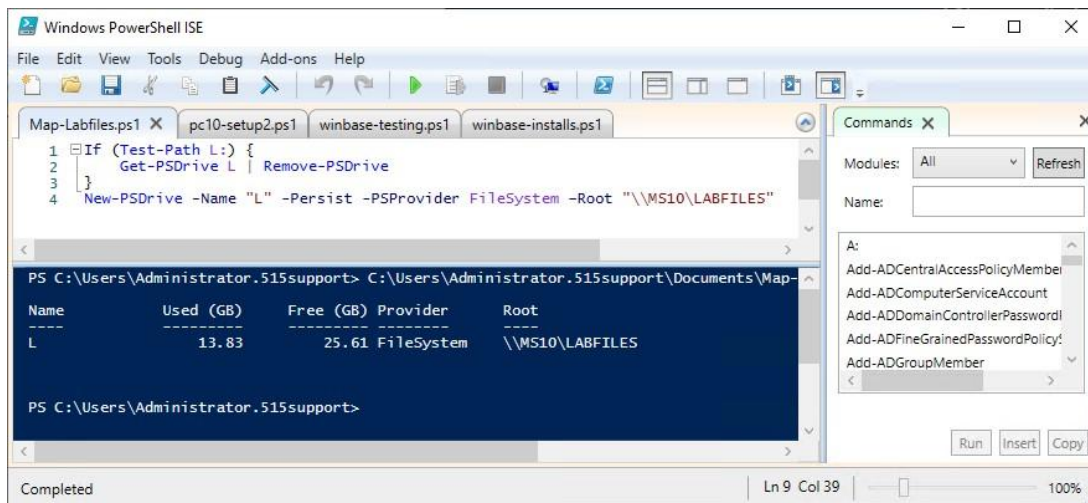 Windows PowerShell ISE
File Edit View Tools Debug Add-ons Help
Map-Labfiles.ps1 X pc10-setup2.ps1 winbase-testing.ps1 winbase-installs.ps1
1 If (Test-Path L:) {
2 Get-PSDrive L | Remove-PSDrive
3 }
4 New-PSDrive -Name "L" -Persist -PSProvider FileSystem -Root "\\MS10\LABFILES"
PS C:\Users\Administrator.515support> C:\Users\Administrator.515support\Documents\Map-
Name Used (GB) Free (GB) Provider Root
---- --------- --------- -------- ----
L 13.83 25.61 FileSystem \\MS10\LABFILES
PS C:\Users\Administrator.515support>
Commands X
Modules: All Refresh
Name:
A:
Add-ADCentralAccessPolicyMember
Add-ADComputerServiceAccount
Add-ADDomainControllerPassword
Add-ADFineGrainedPasswordPolicy
Add-ADGroupMember
Run Insert Copy
Completed Ln 9 Col 39 100%